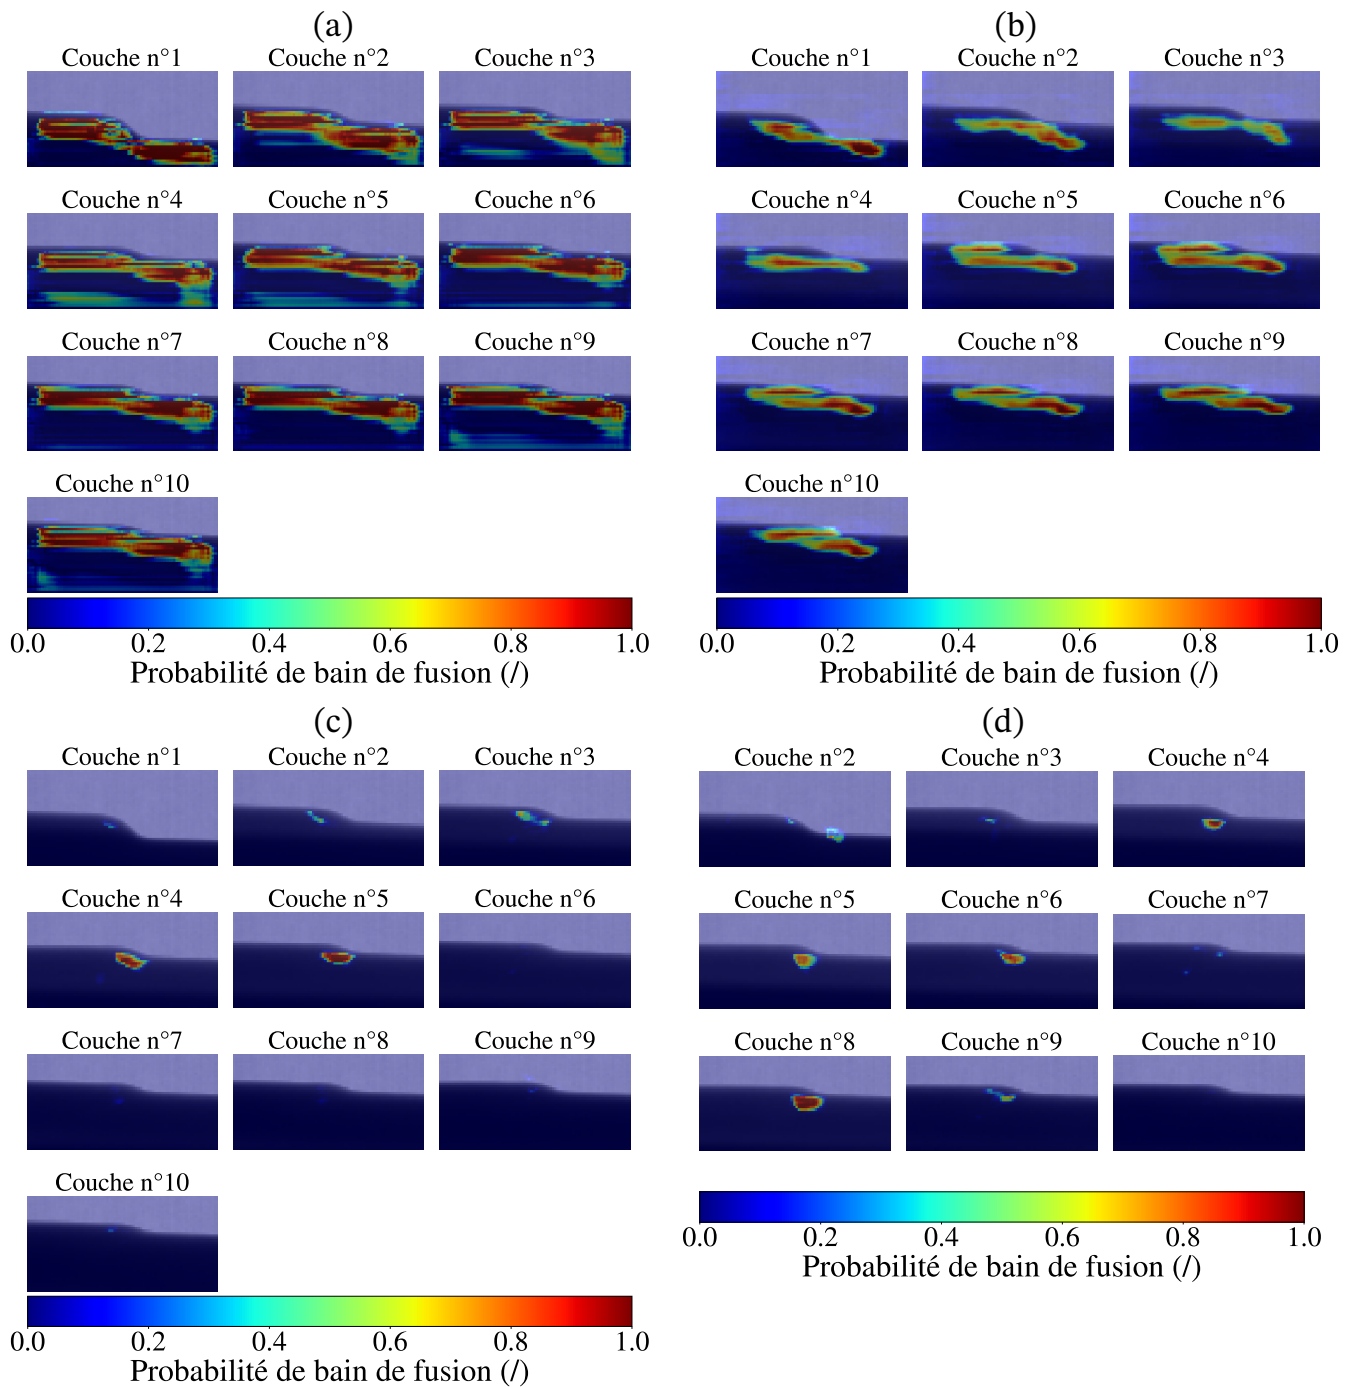 (a)
Couche n°1 Couche n°2 Couche n°3
Couche n°4 Couche n°5 Couche n°6
Couche n°7 Couche n°8 Couche n°9
Couche n°10
0.0 0.2 0.4 0.6 0.8 1.0
Probabilité de bain de fusion (/)
(b)
Couche n°1 Couche n°2 Couche n°3
Couche n°4 Couche n°5 Couche n°6
Couche n°7 Couche n°8 Couche n°9
Couche n°10
0.0 0.2 0.4 0.6 0.8 1.0
Probabilité de bain de fusion (/)
(c)
Couche n°1 Couche n°2 Couche n°3
Couche n°4 Couche n°5 Couche n°6
Couche n°7 Couche n°8 Couche n°9
Couche n°10
0.0 0.2 0.4 0.6 0.8 1.0
Probabilité de bain de fusion (/)
(d)
Couche n°2 Couche n°3 Couche n°4
Couche n°5 Couche n°6 Couche n°7
Couche n°8 Couche n°9 Couche n°10
0.0 0.2 0.4 0.6 0.8 1.0
Probabilité de bain de fusion (/)